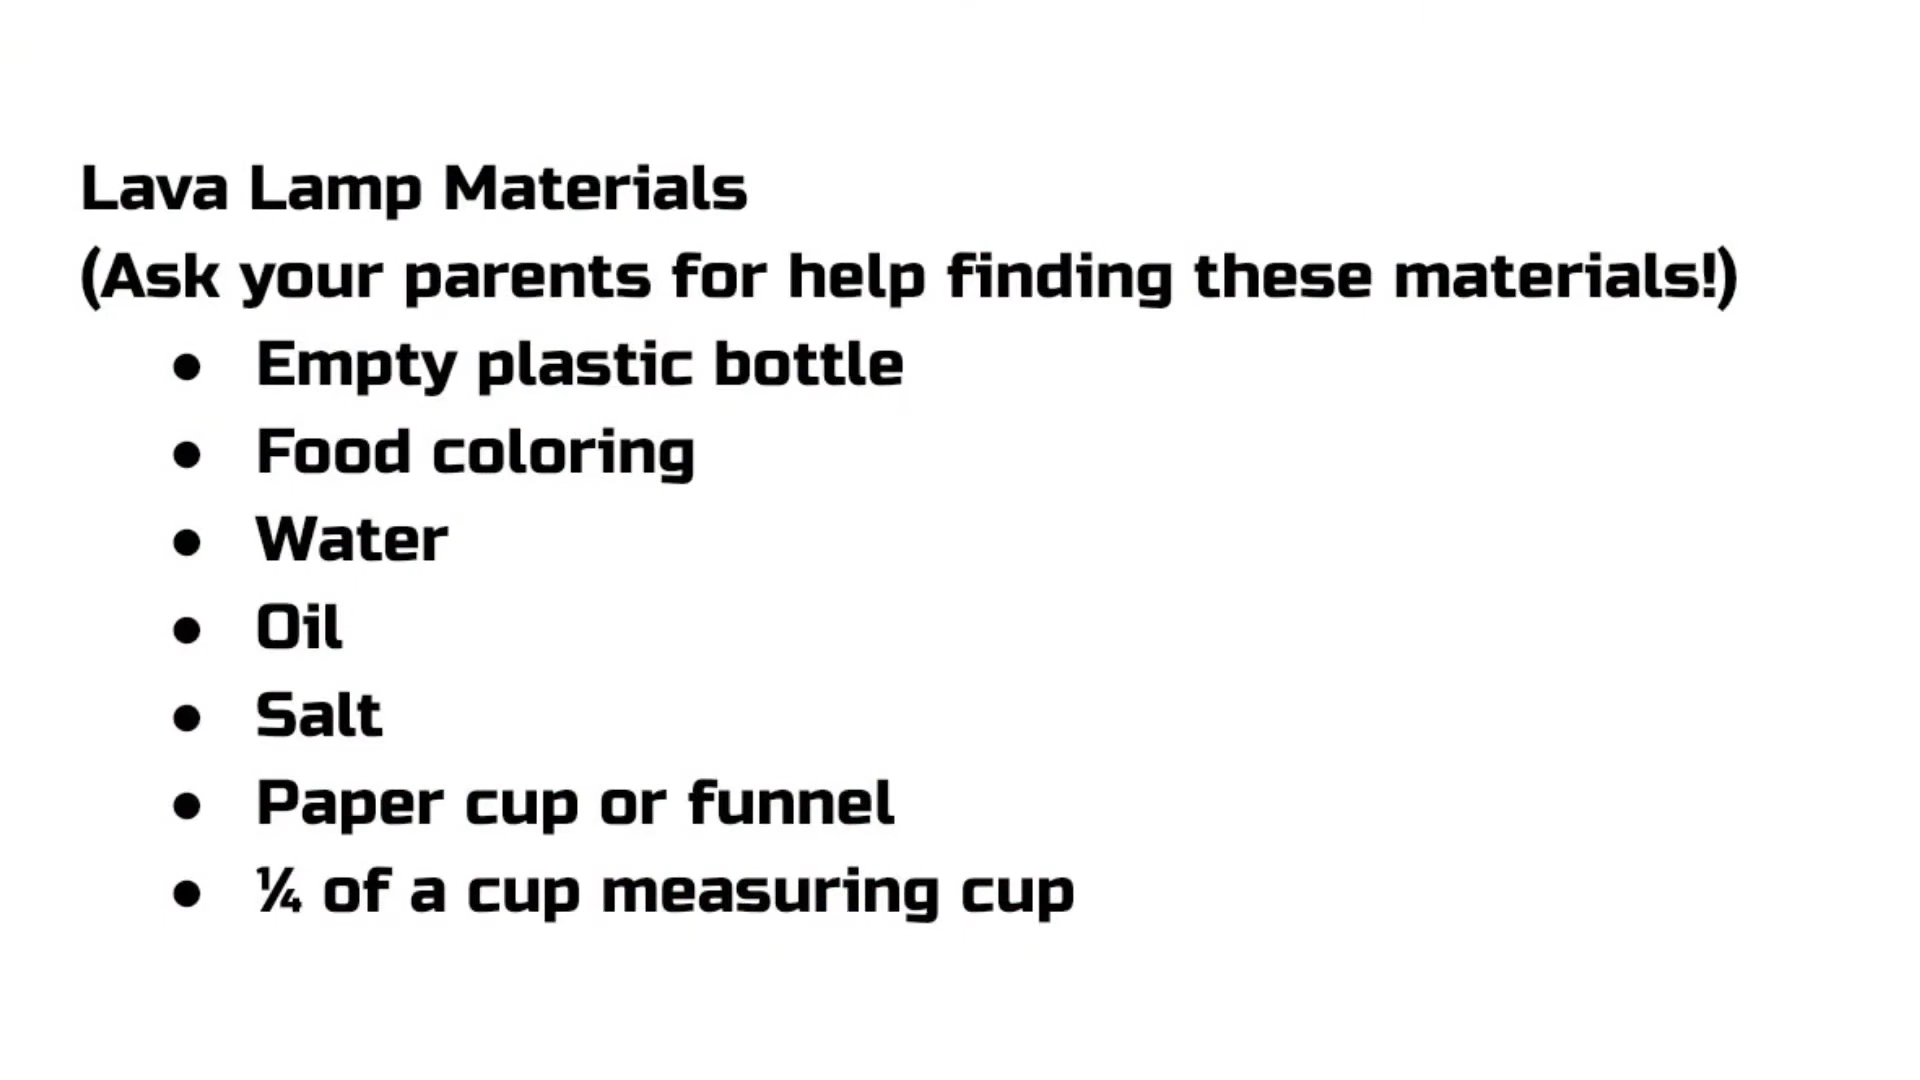 Lava Lamp Materials
(Ask your parents for help finding these materials!)
● Empty plastic bottle
● Food coloring
● Water
● Oil
● Salt
● Paper cup or funnel
● ¼ of a cup measuring cup